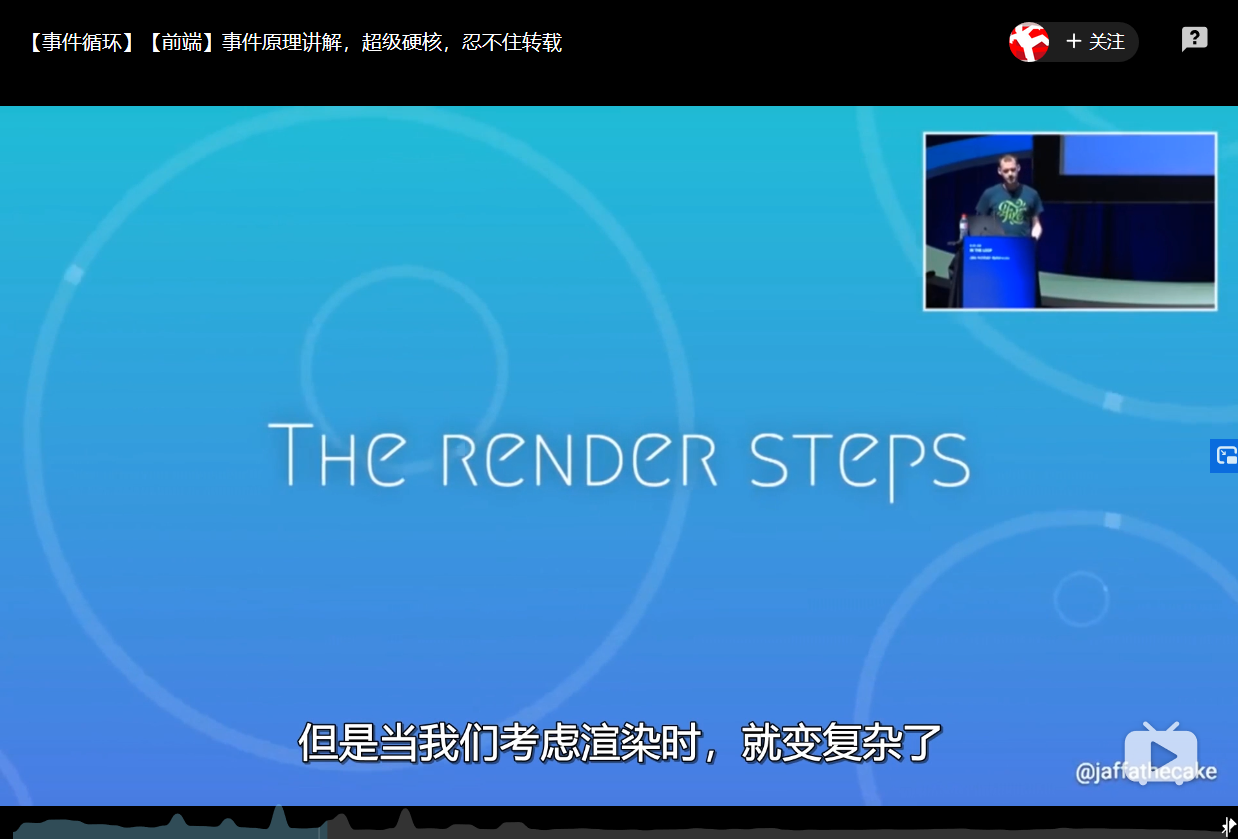 【事件循环】【前端】事件原理讲解，超级硬核，忍不住转载
+ 关注
The render steps
但是当我们考虑渲染时，就变复杂了
@jaffathecake